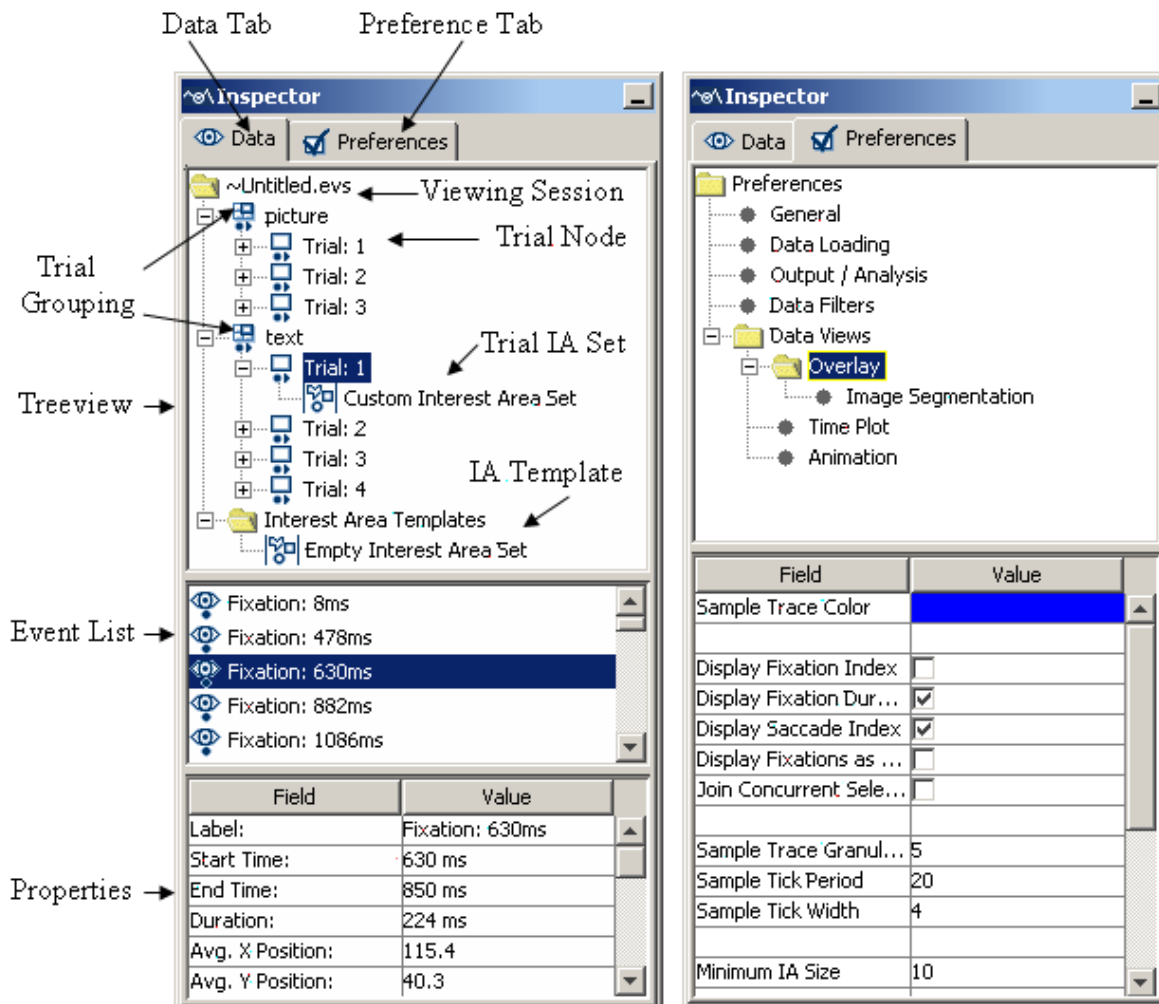 Data Tab
Preference Tab
Inspector
Data
Preferences
~Untitled.evs
Viewing Session
picture
Trial: 1
Trial Node
Trial: 2
Trial: 3
Trial
Grouping
text
Trial: 1
Trial IA Set
Custom Interest Area Set
Treeview
Trial: 2
Trial: 3
Trial: 4
IA Template
Interest Area Templates
Empty Interest Area Set
Event List
Fixation: 8ms
Fixation: 478ms
Fixation: 630ms
Fixation: 882ms
Fixation: 1086ms
Properties
Field Value
Label: Fixation: 630ms
Start Time: 630 ms
End Time: 850 ms
Duration: 224 ms
Avg. X Position: 115.4
Avg. Y Position: 40.3
Inspector
Data
Preferences
Preferences
General
Data Loading
Output / Analysis
Data Filters
Data Views
Overlay
Image Segmentation
Time Plot
Animation
Field Value
Sample Trace Color
Display Fixation Index
Display Fixation Dur...
Display Saccade Index
Display Fixations as ...
Join Concurrent Sele...
Sample Trace Granul... 5
Sample Tick Period 20
Sample Tick Width 4
Minimum IA Size 10